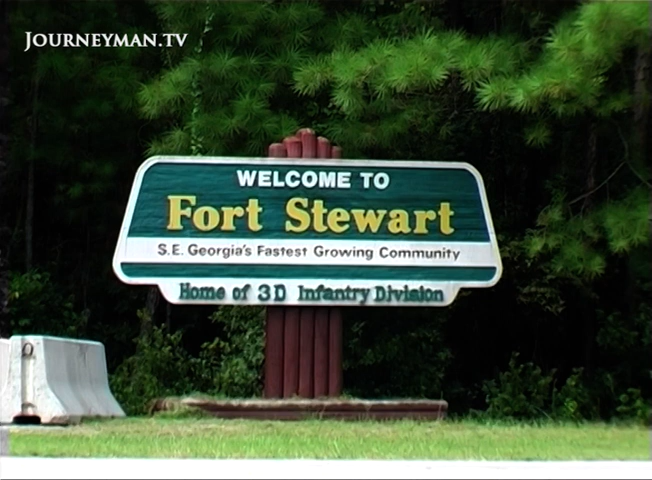 JOURNEYMAN.TV
WELCOME TO
Fort Stewart
S.E. Georgia's Fastest Growing Community
Home of 3D Infantry Division